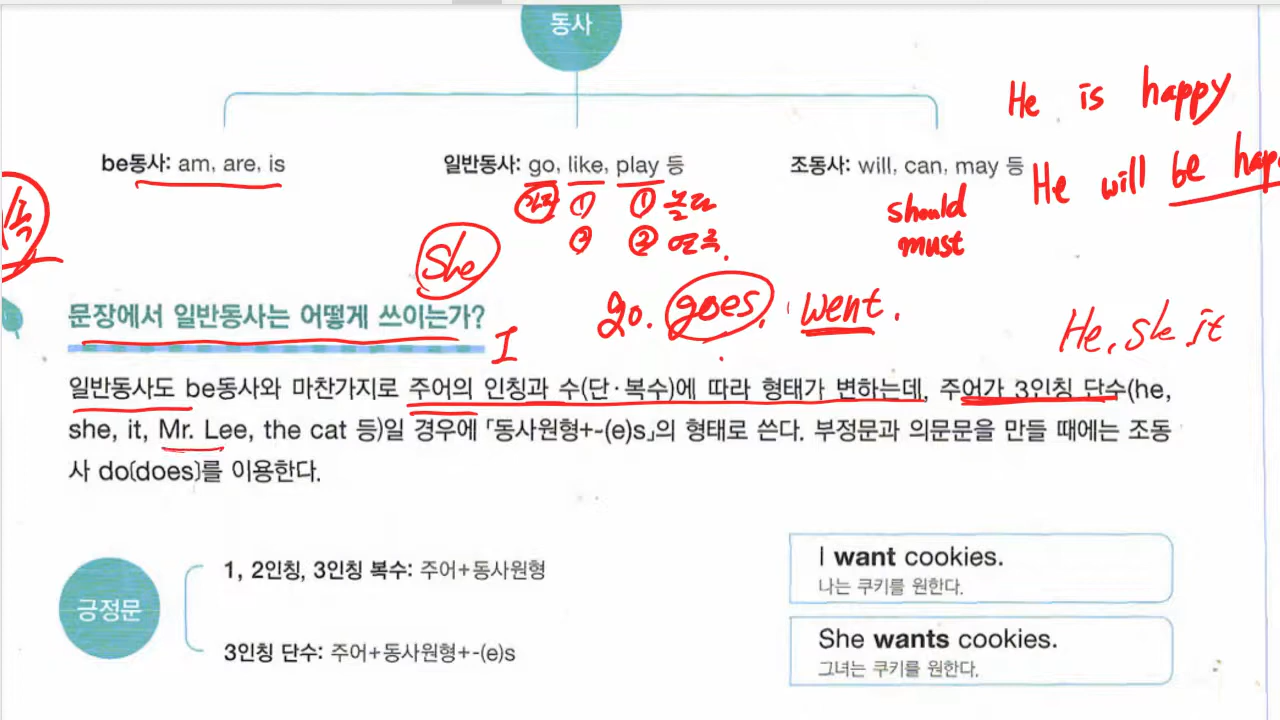 동사
He is happy
be동사: am, are, is
일반동사: go, like, play 등
조동사: will, can, may 등
He will be hap
① ① 놀다
② ② 연주.
should
must
She
go. goes. went.
He, she, it
문장에서 일반동사는 어떻게 쓰이는가?
I
일반동사도 be동사와 마찬가지로 주어의 인칭과 수(단·복수)에 따라 형태가 변하는데, 주어가 3인칭 단수(he,
she, it, Mr. Lee, the cat 등)일 경우에 「동사원형+-(e)s」의 형태로 쓴다. 부정문과 의문문을 만들 때에는 조동
사 do(does)를 이용한다.
긍정문
1, 2인칭, 3인칭 복수: 주어+동사원형
3인칭 단수: 주어+동사원형+-(e)s
I want cookies.
나는 쿠키를 원한다.
She wants cookies.
그녀는 쿠키를 원한다.